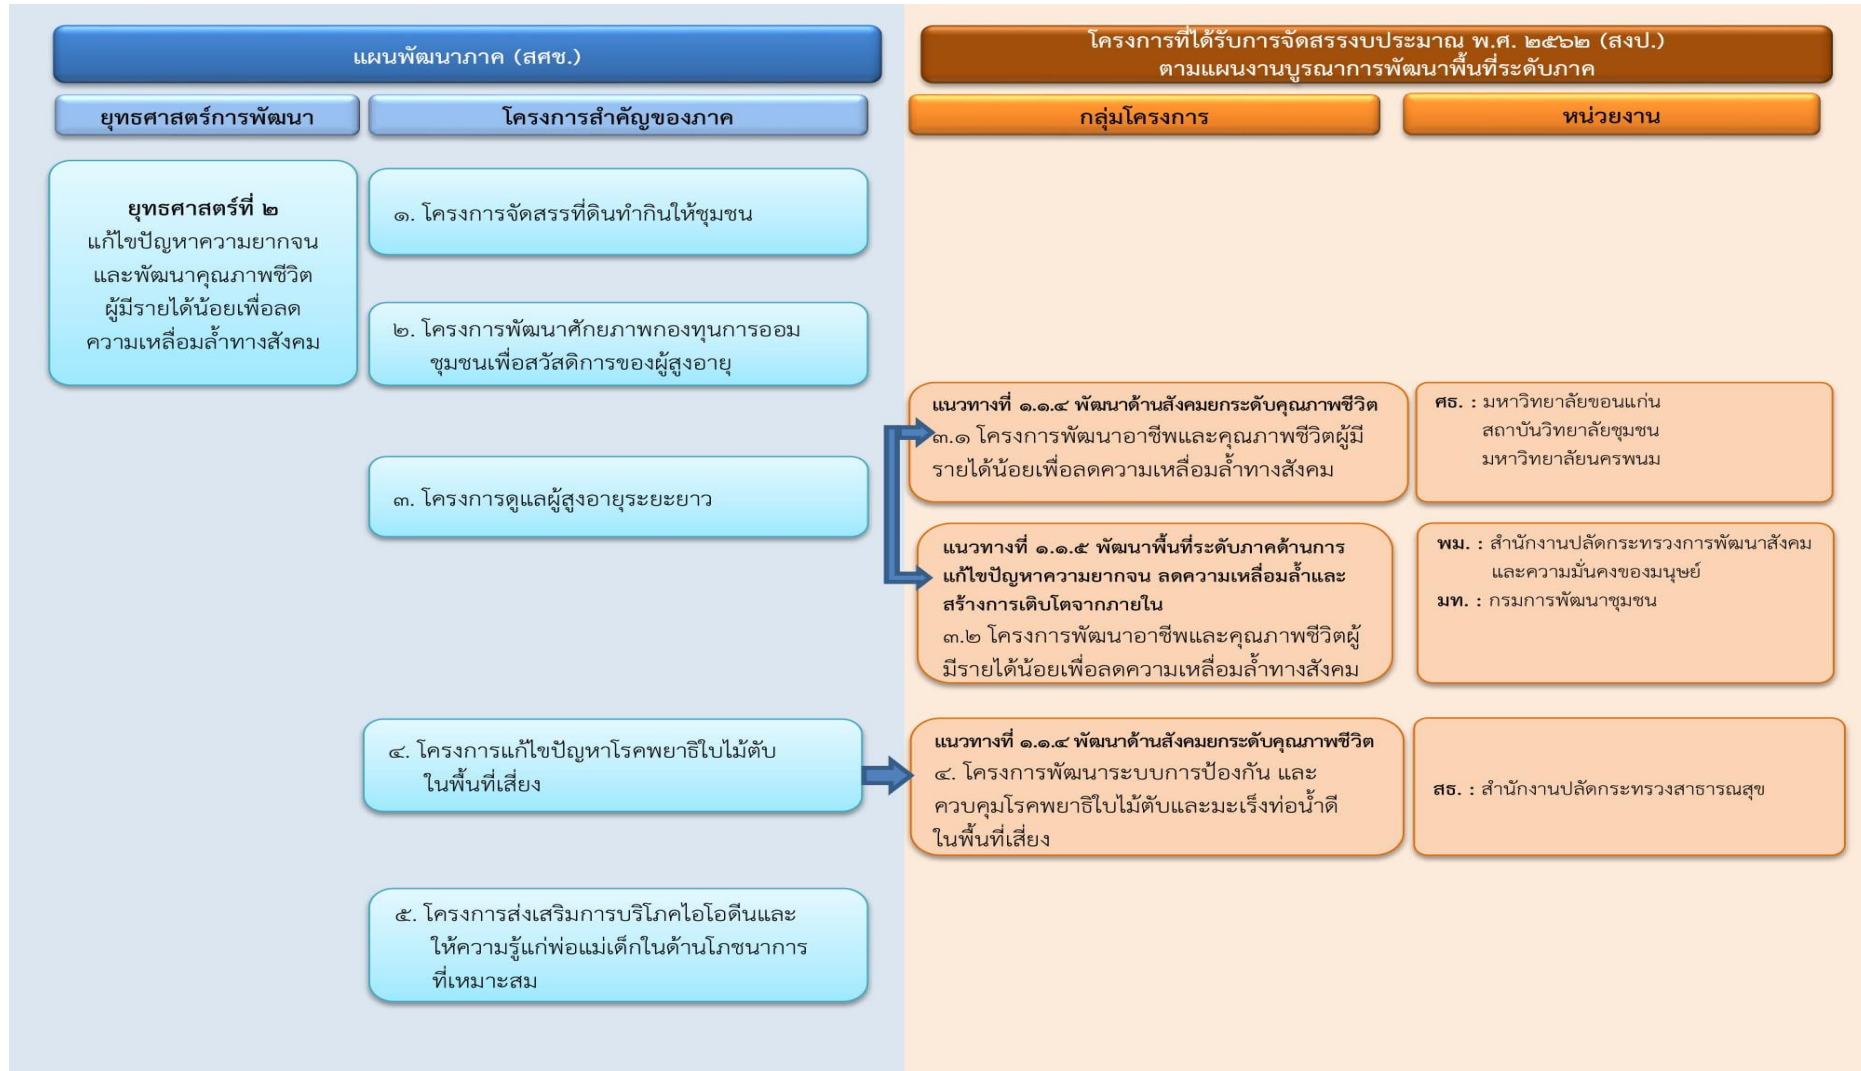 แผนพัฒนาภาค (สศช.)
โครงการที่ได้รับการจัดสรรงบประมาณ พ.ศ. ๒๕๖๒ (สงป.)
ตามแผนงานบูรณาการพัฒนาพื้นที่ระดับภาค
ยุทธศาสตร์การพัฒนา
โครงการสำคัญของภาค
กลุ่มโครงการ
หน่วยงาน
ยุทธศาสตร์ที่ ๒
แก้ไขปัญหาความยากจน
และพัฒนาคุณภาพชีวิต
ผู้มีรายได้น้อยเพื่อลด
ความเหลื่อมล้ำทางสังคม
๑. โครงการจัดสรรที่ดินทำกินให้ชุมชน
๒. โครงการพัฒนาศักยภาพกองทุนการออม
ชุมชนเพื่อสวัสดิการของผู้สูงอายุ
๓. โครงการดูแลผู้สูงอายุระยะยาว
๔. โครงการแก้ไขปัญหาโรคพยาธิใบไม้ตับ
ในพื้นที่เสี่ยง
๕. โครงการส่งเสริมการบริโภคไอโอดีนและ
ให้ความรู้แก่พ่อแม่เด็กในด้านโภชนาการ
ที่เหมาะสม
แนวทางที่ ๑.๑.๔ พัฒนาด้านสังคมยกระดับคุณภาพชีวิต
๓.๑ โครงการพัฒนาอาชีพและคุณภาพชีวิตผู้มี
รายได้น้อยเพื่อลดความเหลื่อมล้ำทางสังคม
ศธ. : มหาวิทยาลัยขอนแก่น
สถาบันวิทยาลัยชุมชน
มหาวิทยาลัยนครพนม
แนวทางที่ ๑.๑.๕ พัฒนาพื้นที่ระดับภาคด้านการ
แก้ไขปัญหาความยากจน ลดความเหลื่อมล้ำและ
สร้างการเติบโตจากภายใน
๓.๒ โครงการพัฒนาอาชีพและคุณภาพชีวิตผู้
มีรายได้น้อยเพื่อลดความเหลื่อมล้ำทางสังคม
พม. : สำนักงานปลัดกระทรวงการพัฒนาสังคม
และความมั่นคงของมนุษย์
มท. : กรมการพัฒนาชุมชน
แนวทางที่ ๑.๑.๔ พัฒนาด้านสังคมยกระดับคุณภาพชีวิต
๔. โครงการพัฒนาระบบการป้องกัน และ
ควบคุมโรคพยาธิใบไม้ตับและมะเร็งท่อน้ำดี
ในพื้นที่เสี่ยง
สธ. : สำนักงานปลัดกระทรวงสาธารณสุข